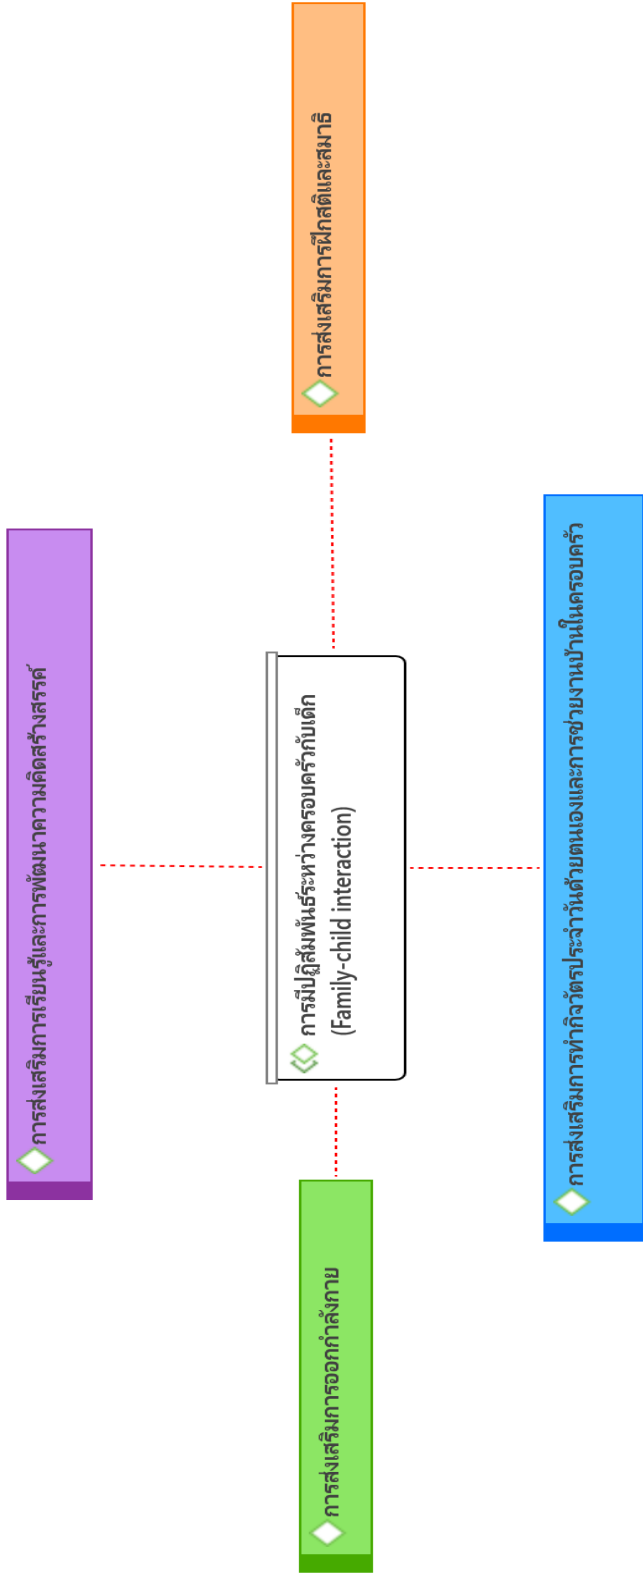 การส่งเสริมการเรียนรู้และการพัฒนาความคิดสร้างสรรค์
การส่งเสริมการออกกำลังกาย
การมีปฏิสัมพันธ์ระหว่างครอบครัวกับเด็ก
(Family-child interaction)
การส่งเสริมการฝึกสติและสมาธิ
การส่งเสริมการทำกิจวัตรประจำวันด้วยตนเองและการช่วยงานบ้านในครอบครัว